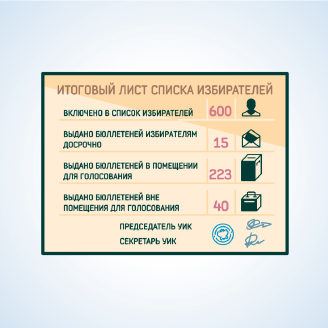 ИТОГОВЫЙ ЛИСТ СПИСКА ИЗБИРАТЕЛЕЙ
ВКЛЮЧЕНО В СПИСОК ИЗБИРАТЕЛЕЙ 600
ВЫДАНО БЮЛЛЕТЕНЕЙ ИЗБИРАТЕЛЯМ
ДОСРОЧНО 15
ВЫДАНО БЮЛЛЕТЕНЕЙ В ПОМЕЩЕНИИ
ДЛЯ ГОЛОСОВАНИЯ 223
ВЫДАНО БЮЛЛЕТЕНЕЙ ВНЕ
ПОМЕЩЕНИЯ ДЛЯ ГОЛОСОВАНИЯ 40
ПРЕДСЕДАТЕЛЬ УИК
СЕКРЕТАРЬ УИК